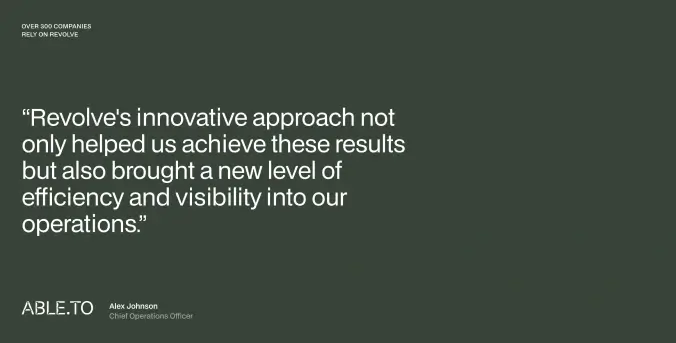 OVER 300 COMPANIES
RELY ON REVOLVE
“Revolve's innovative approach not
only helped us achieve these results
but also brought a new level of
efficiency and visibility into our
operations.”
ABLE.TO
Alex Johnson
Chief Operations Officer